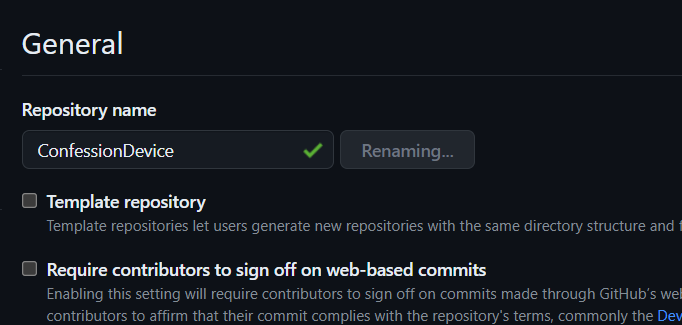 General
Repository name
ConfessionDevice
Renaming...
Template repository
Template repositories let users generate new repositories with the same directory structure and
Require contributors to sign off on web-based commits
Enabling this setting will require contributors to sign off on commits made through GitHub's
contributors to affirm that their commit complies with the repository's terms, commonly the